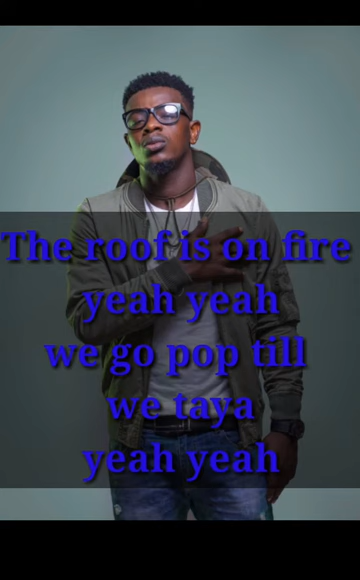 The roof is on fire
yeah yeah
we go pop till
we taya
yeah yeah